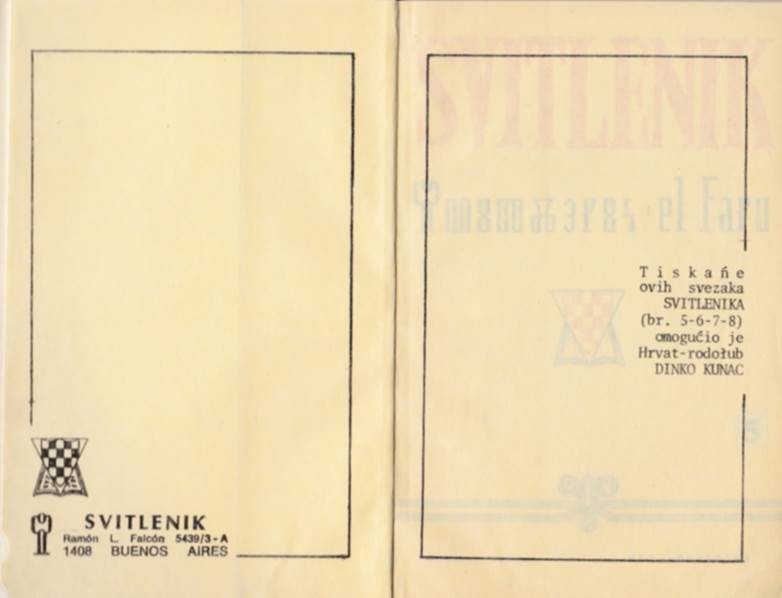 SVITLENIK
Ramón L. Falcón 5439/3-A
1408 BUENOS AIRES
SVITLENIK
el Faro
Tiskańe
ovih svezaka
SVITLENIKA
(br. 5-6-7-8)
omogućio je
Hrvat-rodołub
DINKO KUNAC
5